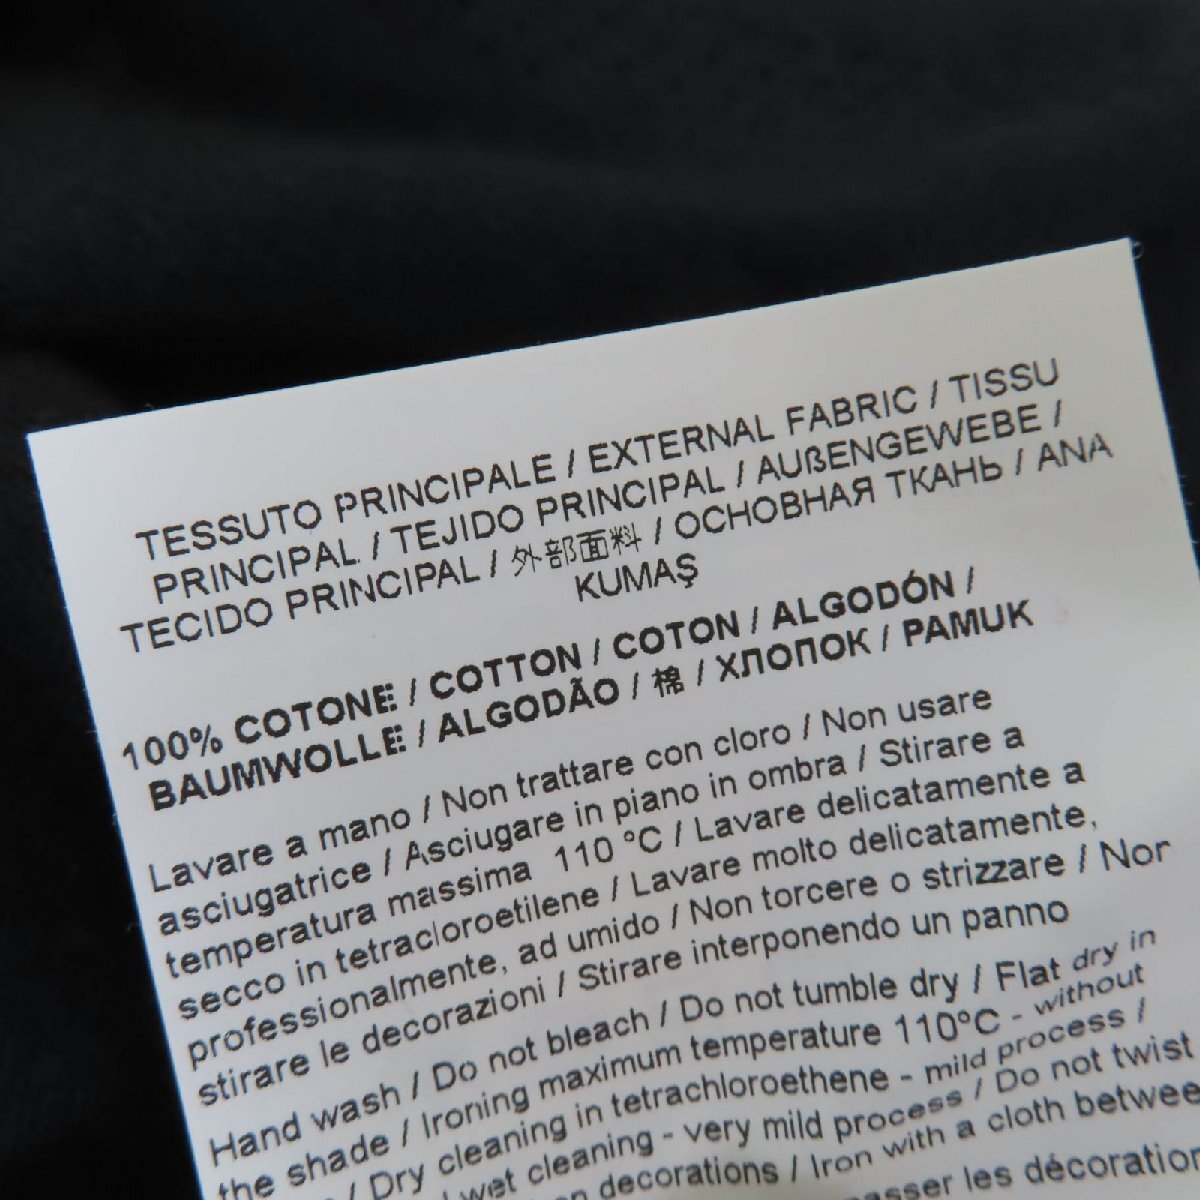 TESSUTO PRINCIPALE / EXTERNAL FABRIC / TISSU
PRINCIPAL / TEJIDO PRINCIPAL / AUßENGEWEBE /
TECIDO PRINCIPAL / 外部面料 / ОСНОВНАЯ ТКАНЬ / ANA
KUMAŞ
100% COTONE / COTTON / COTON / ALGODÓN /
BAUMWOLLE / ALGODÃO / 棉 / ХЛОПОК / PAMUK
Lavare a mano / Non trattare con cloro / Non usare
asciugatrice / Asciugare in piano in ombra / Stirare a
temperatura massima 110 °C / Lavare delicatamente a
secco in tetracloroetilene / Lavare molto delicatamente,
professionalmente, ad umido / Non torcere o strizzare / Non
stirare le decorazioni / Stirare interponendo un panno
Hand wash / Do not bleach / Do not tumble dry / Flat dry in
the shade / Ironing maximum temperature 110°C - without
/ Dry cleaning in tetrachloroethene - mild process /
wet cleaning - very mild process / Do not twist
decorations / Iron with a cloth between
les décoration